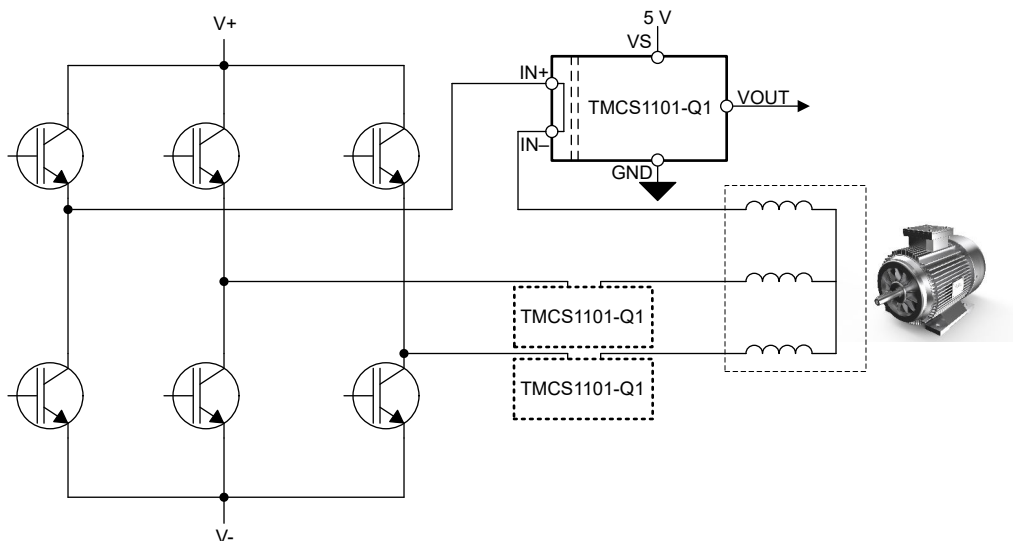 V+
5 V
VS
IN+
TMCS1101-Q1
VOUT
IN–
GND
TMCS1101-Q1
TMCS1101-Q1
V-